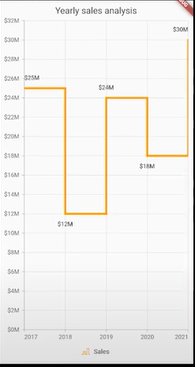 Yearly sales analysis
$32M
$30M
$30M
$28M
$26M
$25M
$24M
$24M
$22M
$20M
$18M
$18M
$16M
$14M
$12M
$12M
$10M
$8M
$6M
$4M
$2M
$0M
2017 2018 2019 2020 2021
Sales